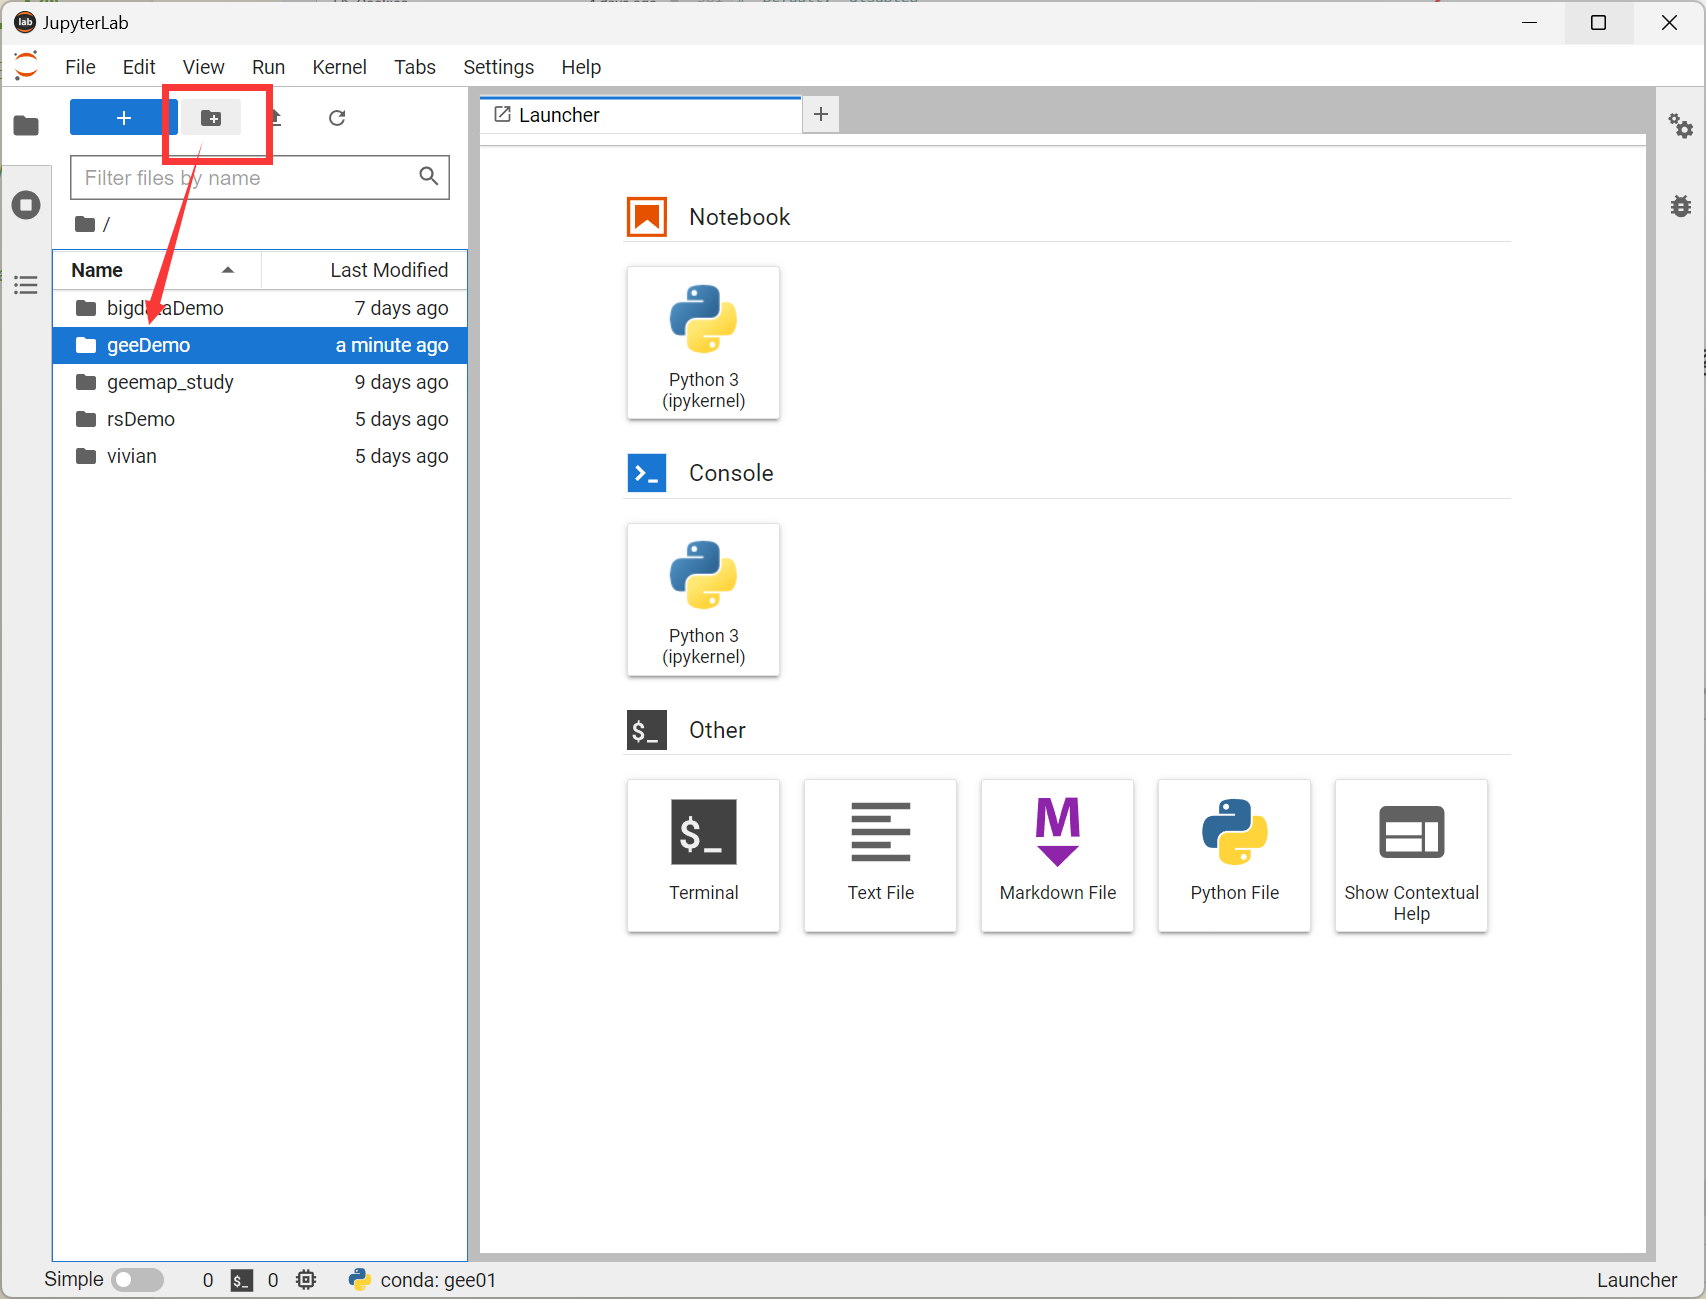 JupyterLab
File Edit View Run Kernel Tabs Settings Help
+
Launcher
+
Filter files by name
/
Name Last Modified
7 days ago
geeDemo a minute ago
geemap_study 9 days ago
rsDemo 5 days ago
vivian 5 days ago
Notebook
Python 3
(ipykernel)
Console
Python 3
(ipykernel)
$_ Other
$_
Terminal
Text File
M
Markdown File
Python File
Show Contextual
Help
Simple 0 $_ 0 conda: gee01 Launcher